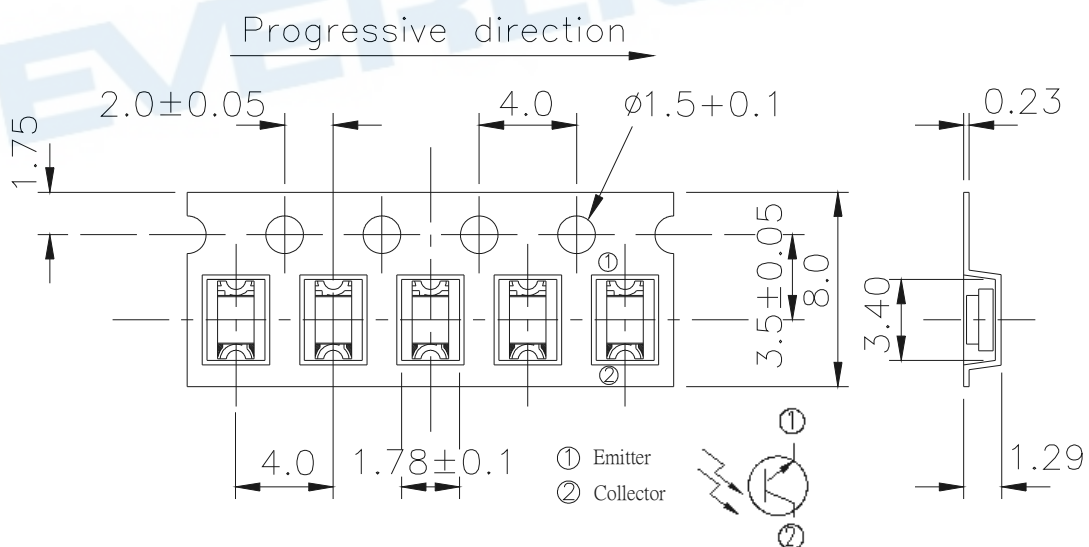 EVERLI
Progressive direction
2.0±0.05
4.0
ø1.5+0.1
0.23
1.75
①
3.5±0.05
8.0
3.40
②
4.0
1.78±0.1
① Emitter
② Collector
①
②
1.29